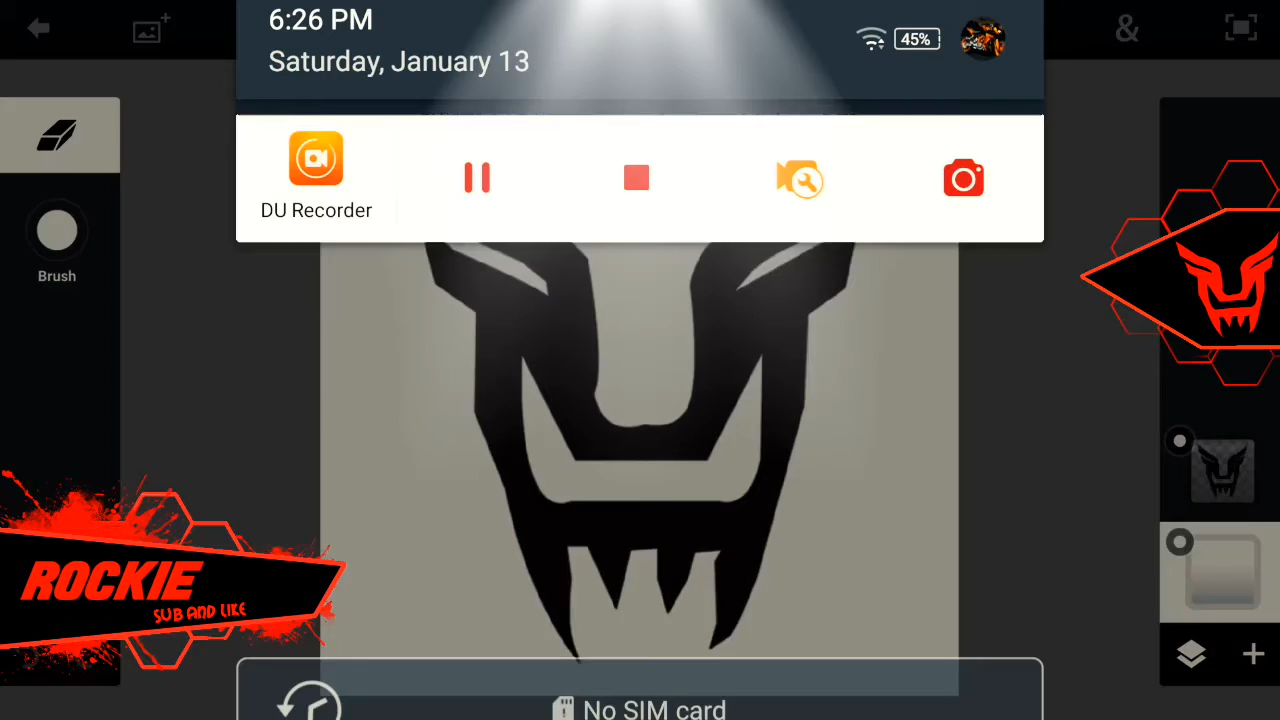 6:26 PM
Saturday, January 13
45%
&
DU Recorder
Brush
ROCKIE
SUB AND LIKE
No SIM card